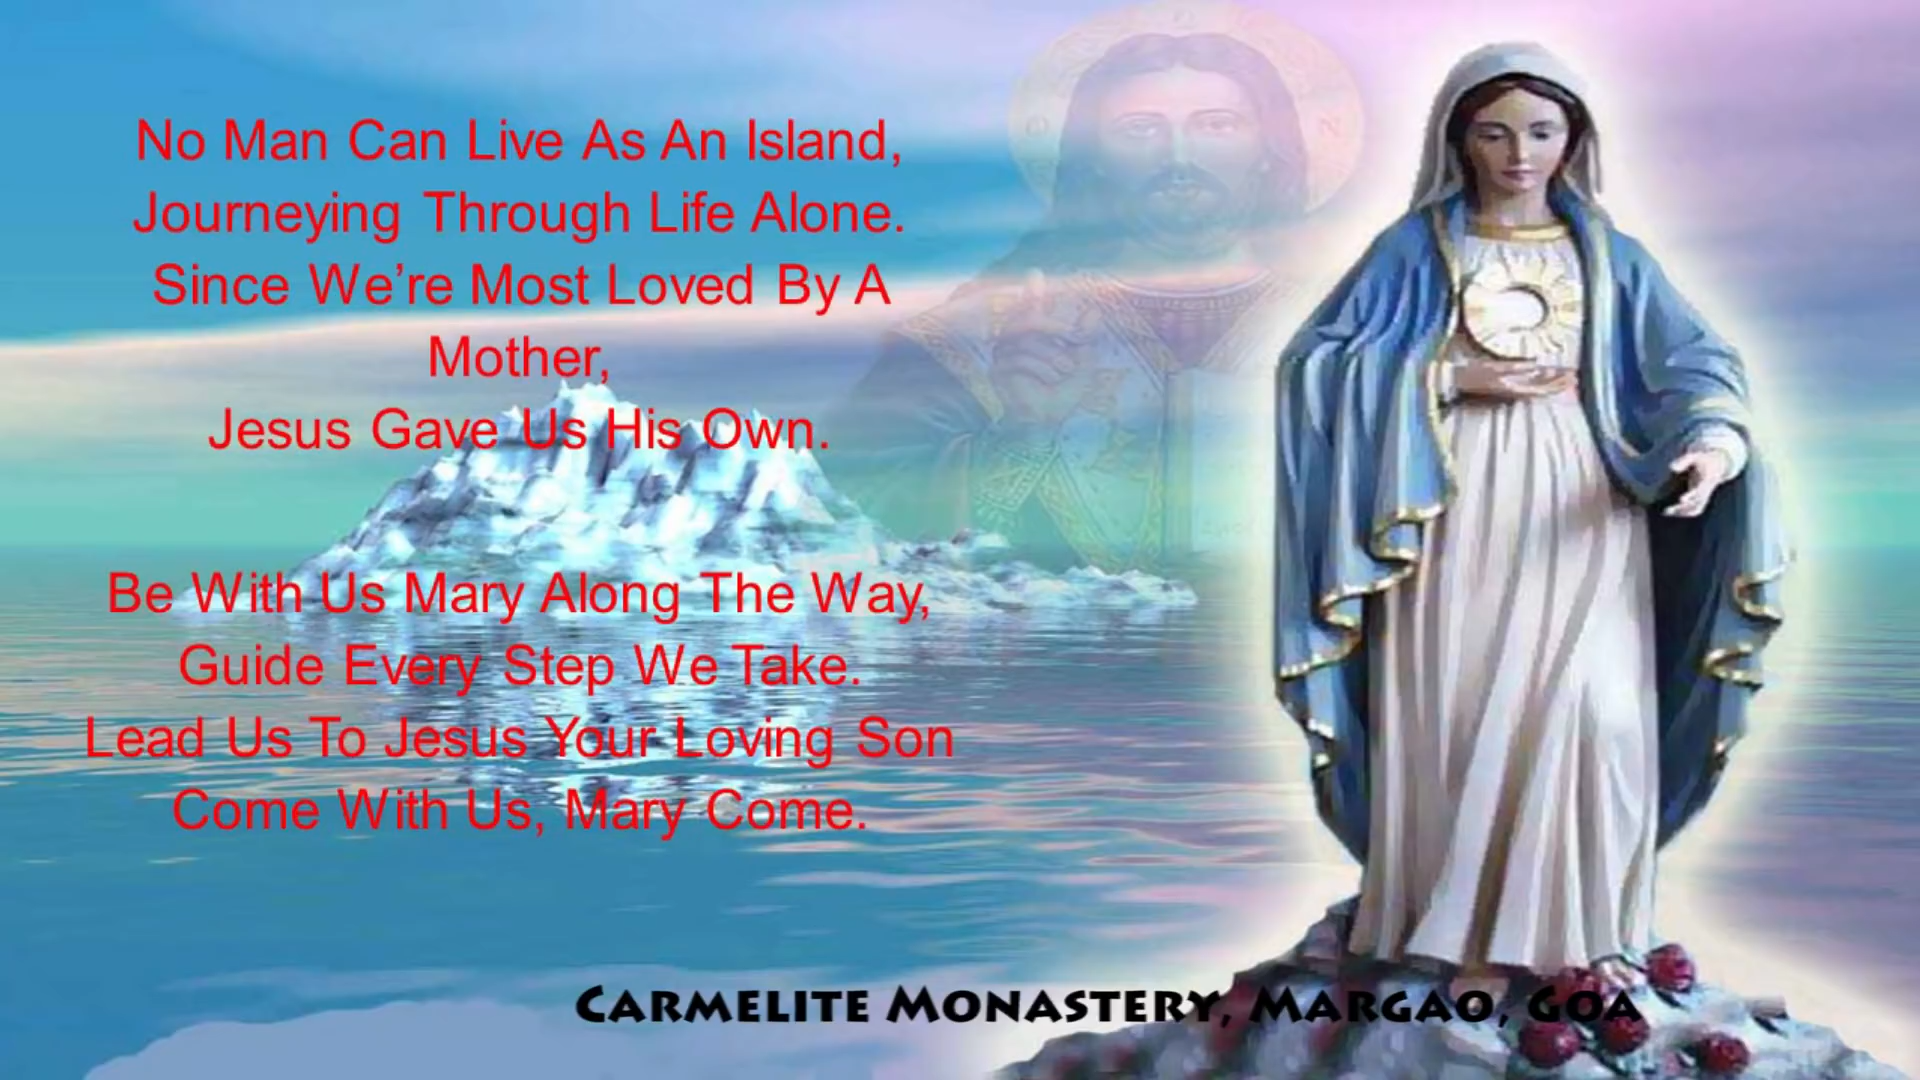 No Man Can Live As An Island,
Journeying Through Life Alone.
Since We’re Most Loved By A
Mother,
Jesus Gave Us His Own.
Be With Us Mary Along The Way,
Guide Every Step We Take.
Lead Us To Jesus Your Loving Son
Come With Us, Mary Come.
Carmelite Monastery, Margao, Goa